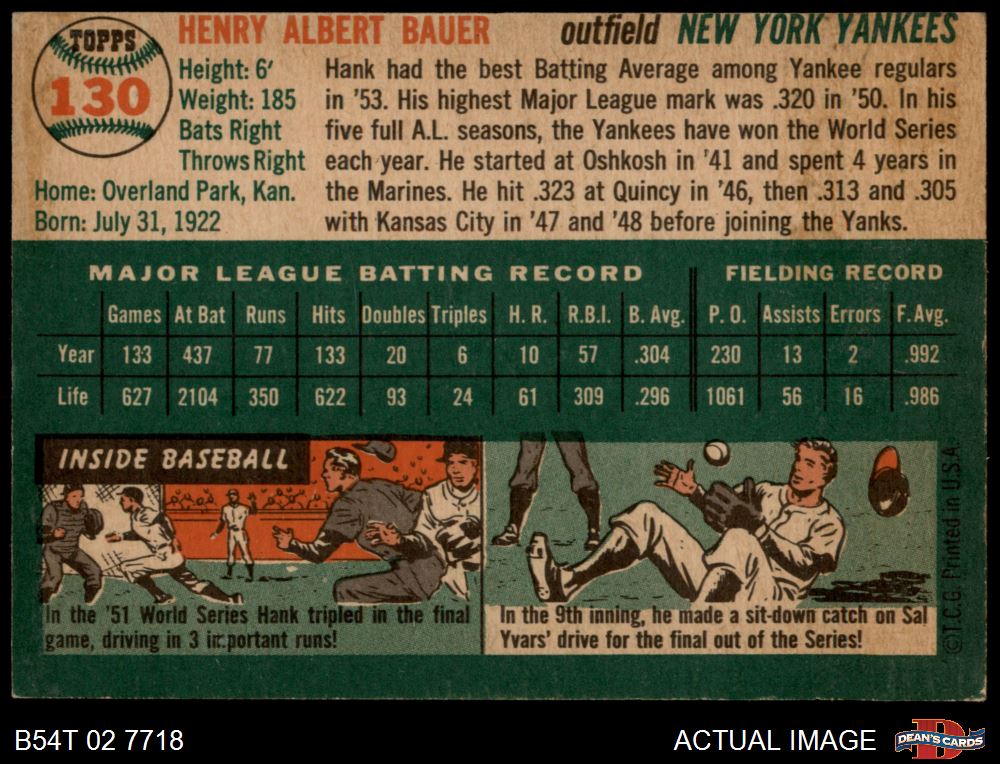 TOPPS
130
HENRY ALBERT BAUER outfield NEW YORK YANKEES
Height: 6'
Weight: 185
Bats Right
Throws Right
Home: Overland Park, Kan.
Born: July 31, 1922
Hank had the best Batting Average among Yankee regulars
in '53. His highest Major League mark was .320 in '50. In his
five full A.L. seasons, the Yankees have won the World Series
each year. He started at Oshkosh in '41 and spent 4 years in
the Marines. He hit .323 at Quincy in '46, then .313 and .305
with Kansas City in '47 and '48 before joining the Yanks.
MAJOR LEAGUE BATTING RECORD FIELDING RECORD
Games At Bat Runs Hits Doubles Triples H. R. R.B.I. B. Avg. P. O. Assists Errors F. Avg.
Year 133 437 77 133 20 6 10 57 .304 230 13 2 .992
Life 627 2104 350 622 93 24 61 309 .296 1061 56 16 .986
INSIDE BASEBALL
In the '51 World Series Hank tripled in the final
game, driving in 3 important runs!
In the 9th inning, he made a sit-down catch on Sal
Yvars' drive for the final out of the Series!
©T.C.G. Printed in U.S.A.
B54T 02 7718
ACTUAL IMAGE
DEAN'S CARDS